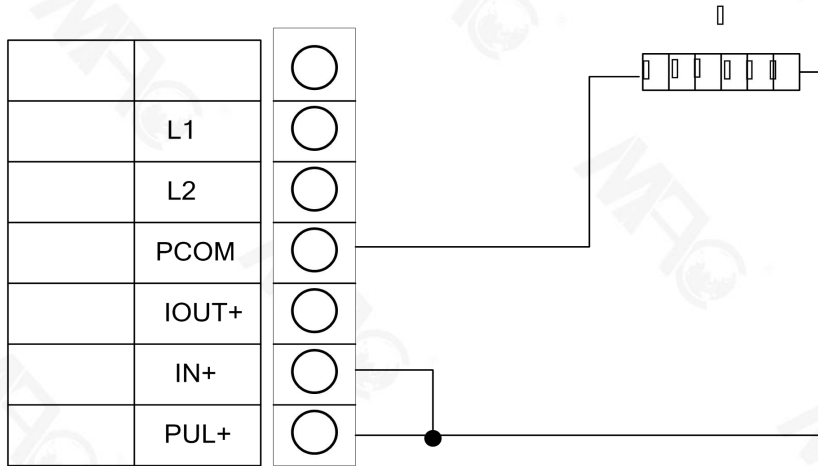 L1
L2
PCOM
IOUT+
IN+
PUL+